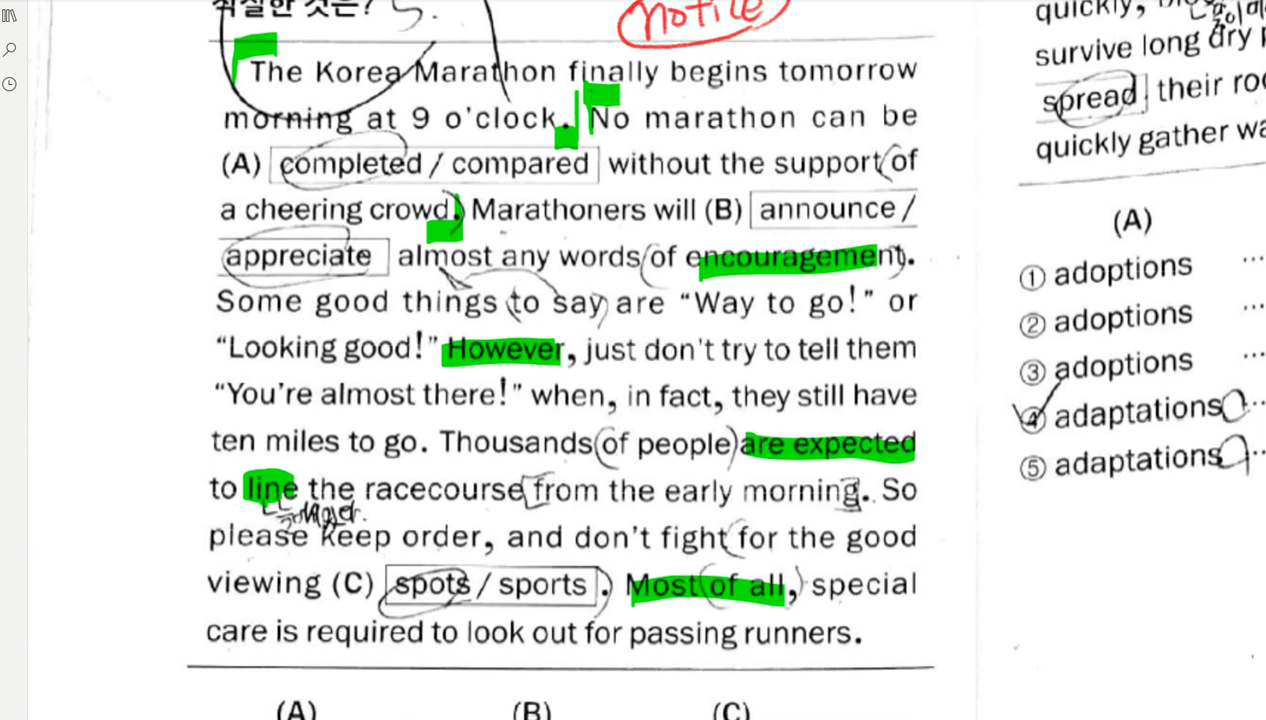 것은? 5.
notice
The Korea Marathon finally begins tomorrow
morning at 9 o'clock. No marathon can be
(A) completed / compared without the support of
a cheering crowd. Marathoners will (B) announce /
appreciate almost any words of encouragement.
Some good things to say are “Way to go!” or
“Looking good!” However, just don't try to tell them
“You're almost there!” when, in fact, they still have
ten miles to go. Thousands of people are expected
to line the racecourse from the early morning. So
please keep order, and don't fight for the good
viewing (C) spots / sports. Most of all, special
care is required to look out for passing runners.
(A) (B) (C)
quickly,
survive long dry
spread their
quickly gather
(A)
① adoptions ...
② adoptions ...
③ adoptions ...
④ adaptations ...
⑤ adaptations ...